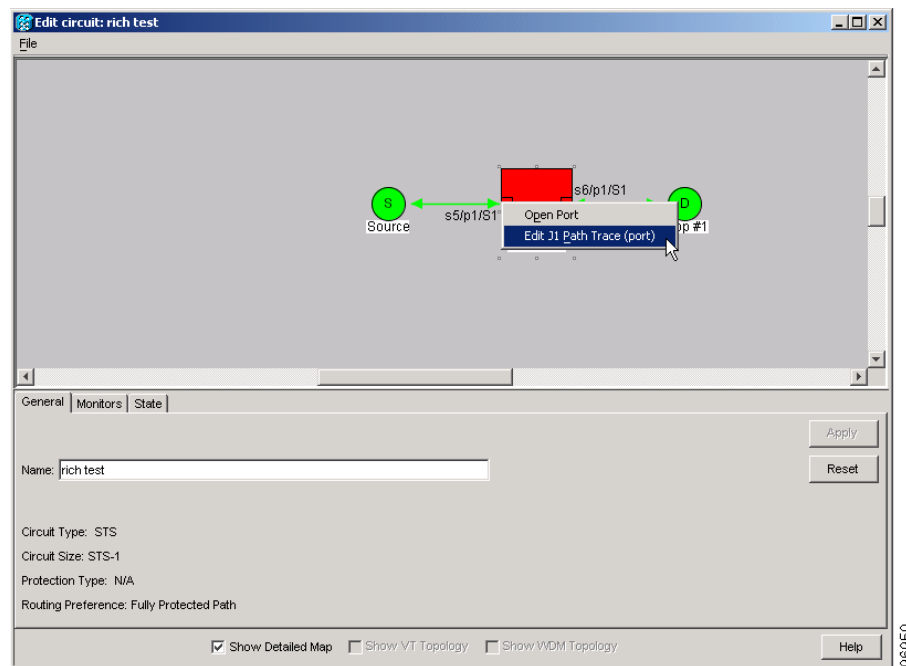 Edit circuit: rich test
File
s6/p1/S1
S
D
s5/p1/S1
Open Port
Source
#1
Edit J1 Path Trace (port)
General Monitors State
Apply
Name: rich test
Reset
Circuit Type: STS
Circuit Size: STS-1
Protection Type: N/A
Routing Preference: Fully Protected Path
Show Detailed Map Show VT Topology Show WDM Topology Help